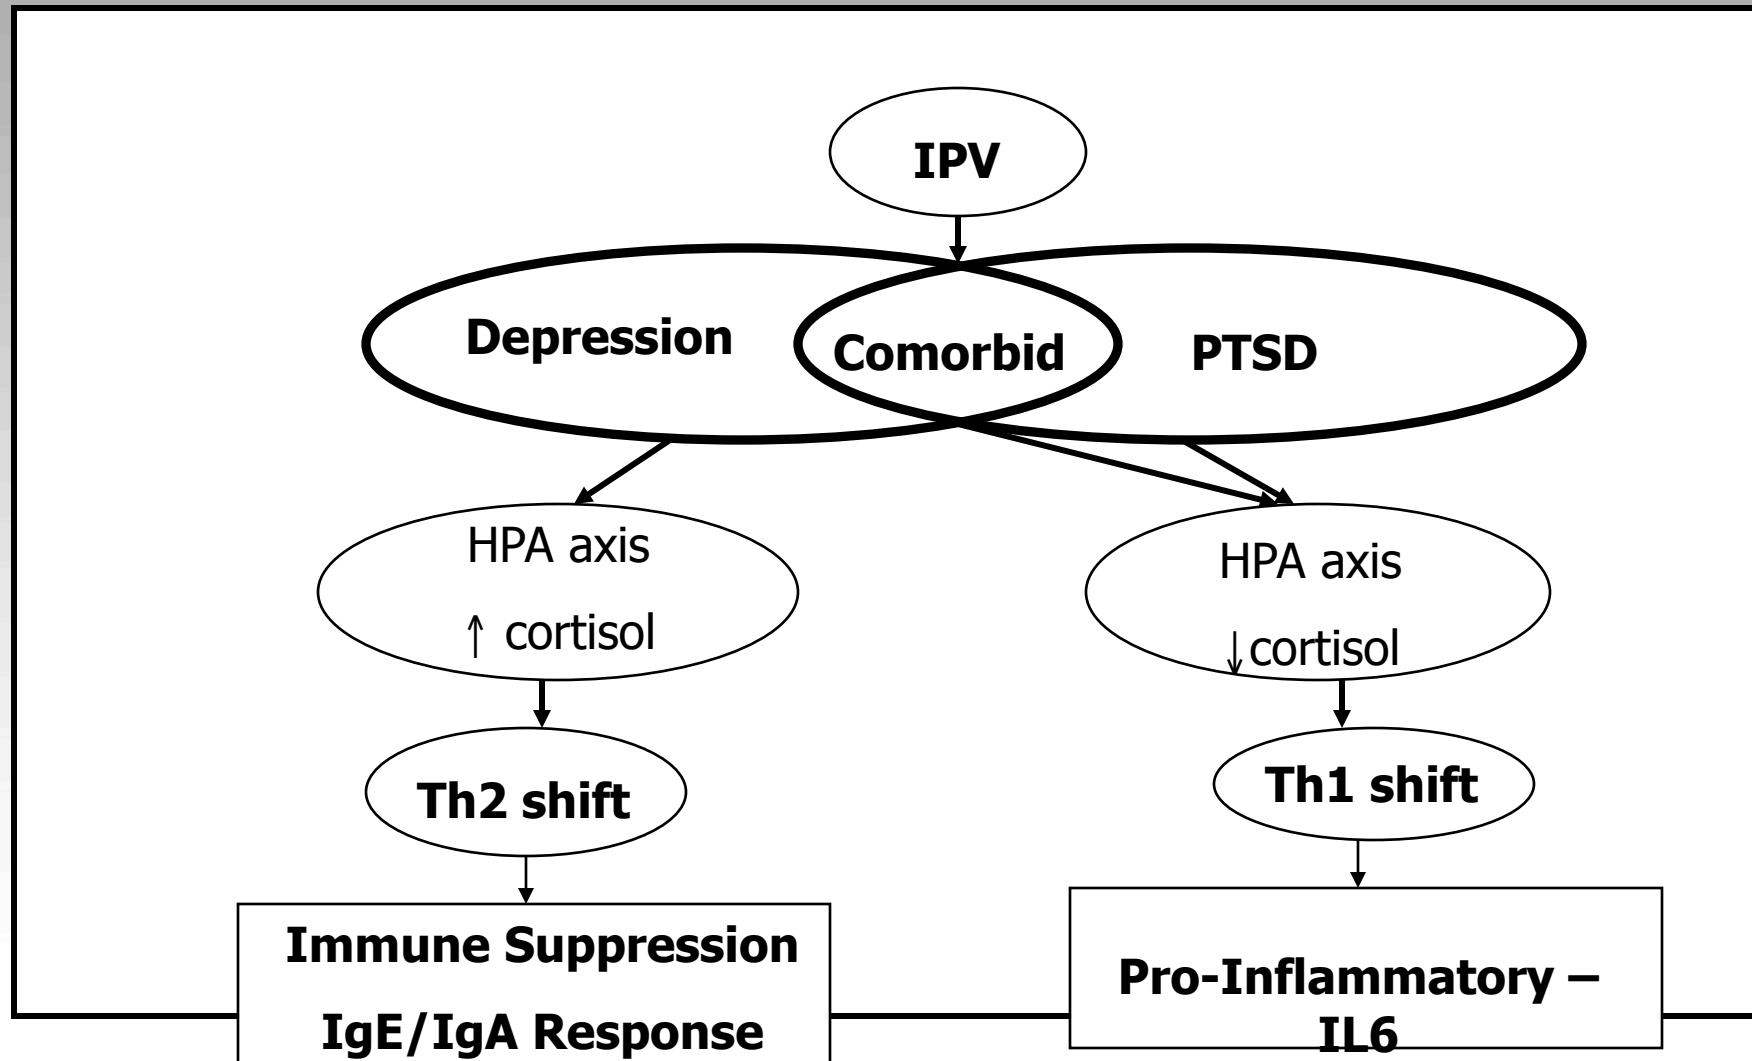 IPV
Depression
Comorbid
PTSD
HPA axis
↑ cortisol
HPA axis
↓cortisol
Th2 shift
Th1 shift
Immune Suppression
IgE/IgA Response
Pro-Inflammatory –
IL6